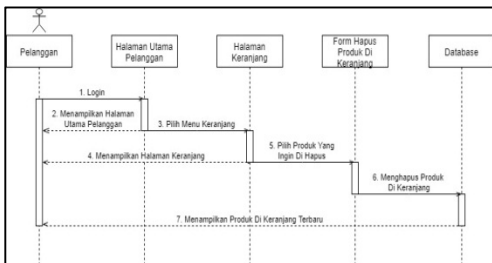 Pelanggan
Halaman Utama
Pelanggan
Halaman
Keranjang
Form Hapus
Produk Di
Keranjang
Database
1. Login
2. Menampilkan Halaman
Utama Pelanggan
3. Pilih Menu Keranjang
4. Menampilkan Halaman Keranjang
5. Pilih Produk Yang
Ingin Di Hapus
6. Menghapus Produk
Di Keranjang
7. Menampilkan Produk Di Keranjang Terbaru